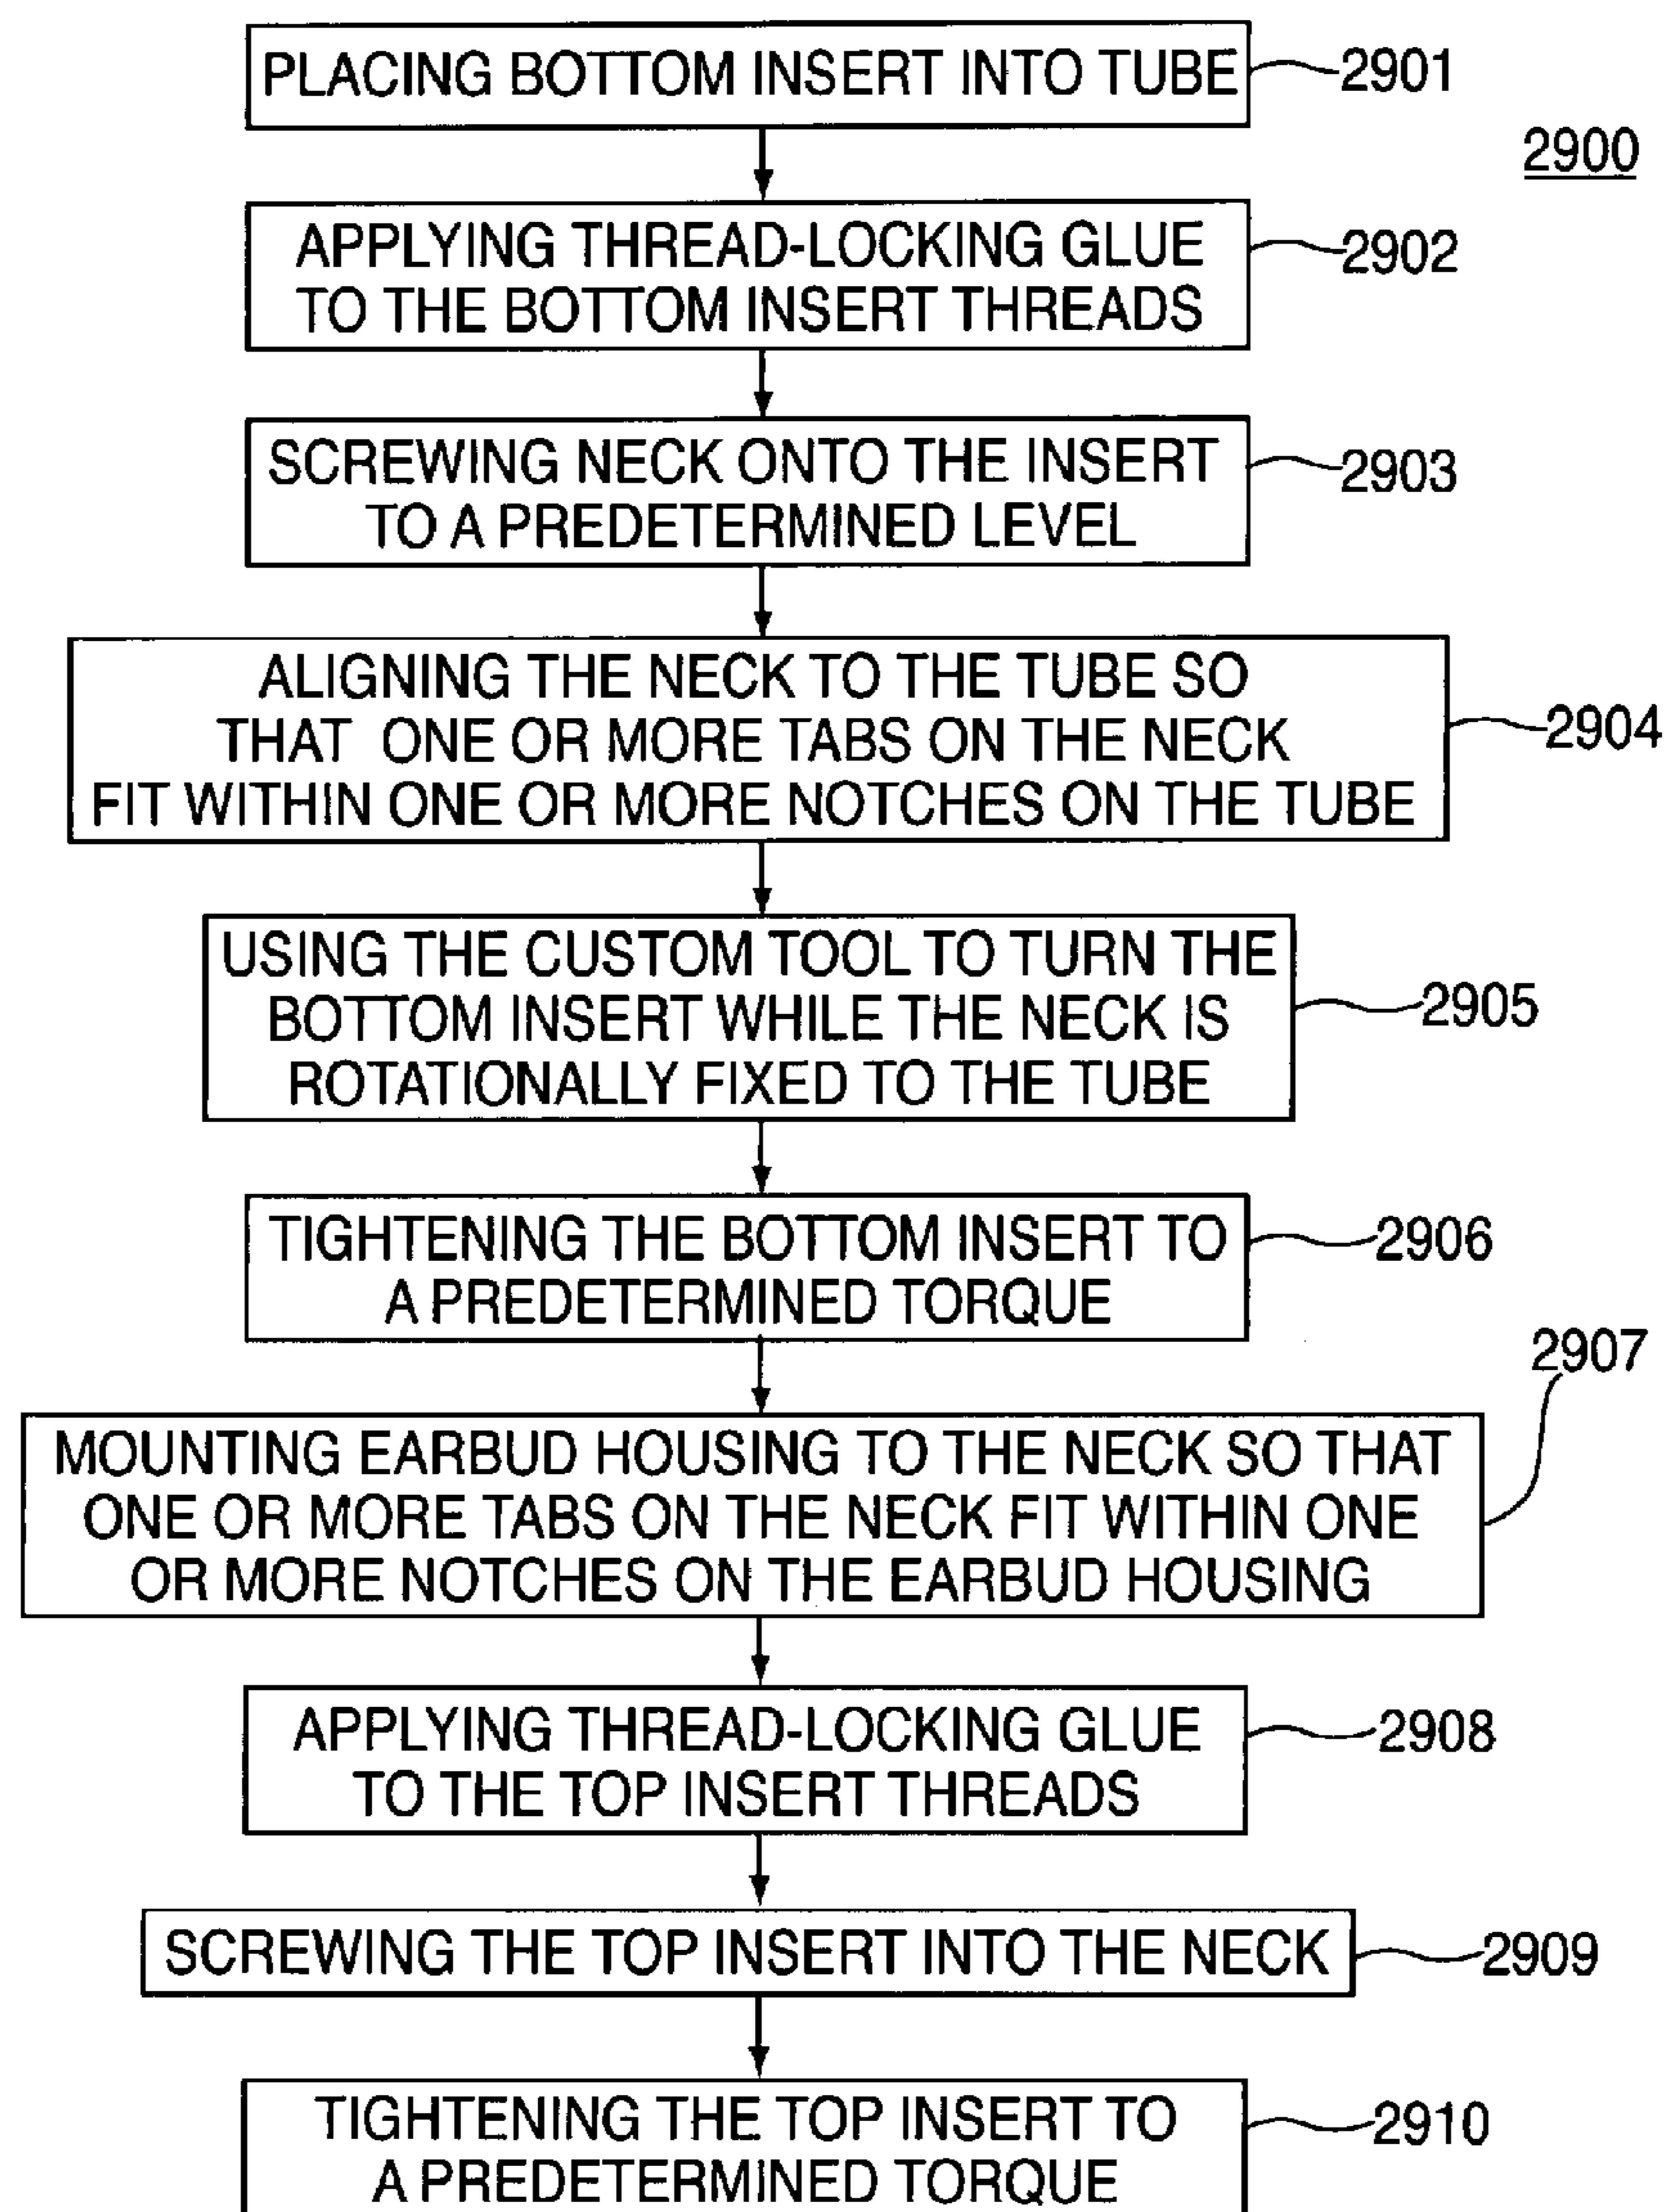 PLACING BOTTOM INSERT INTO TUBE
2901
2900
APPLYING THREAD-LOCKING GLUE
TO THE BOTTOM INSERT THREADS
2902
SCREWING NECK ONTO THE INSERT
TO A PREDETERMINED LEVEL
2903
ALIGNING THE NECK TO THE TUBE SO
THAT ONE OR MORE TABS ON THE NECK
FIT WITHIN ONE OR MORE NOTCHES ON THE TUBE
2904
USING THE CUSTOM TOOL TO TURN THE
BOTTOM INSERT WHILE THE NECK IS
ROTATIONALLY FIXED TO THE TUBE
2905
TIGHTENING THE BOTTOM INSERT TO
A PREDETERMINED TORQUE
2906
MOUNTING EARBUD HOUSING TO THE NECK SO THAT
ONE OR MORE TABS ON THE NECK FIT WITHIN ONE
OR MORE NOTCHES ON THE EARBUD HOUSING
2907
APPLYING THREAD-LOCKING GLUE
TO THE TOP INSERT THREADS
2908
SCREWING THE TOP INSERT INTO THE NECK
2909
TIGHTENING THE TOP INSERT TO
A PREDETERMINED TORQUE
2910